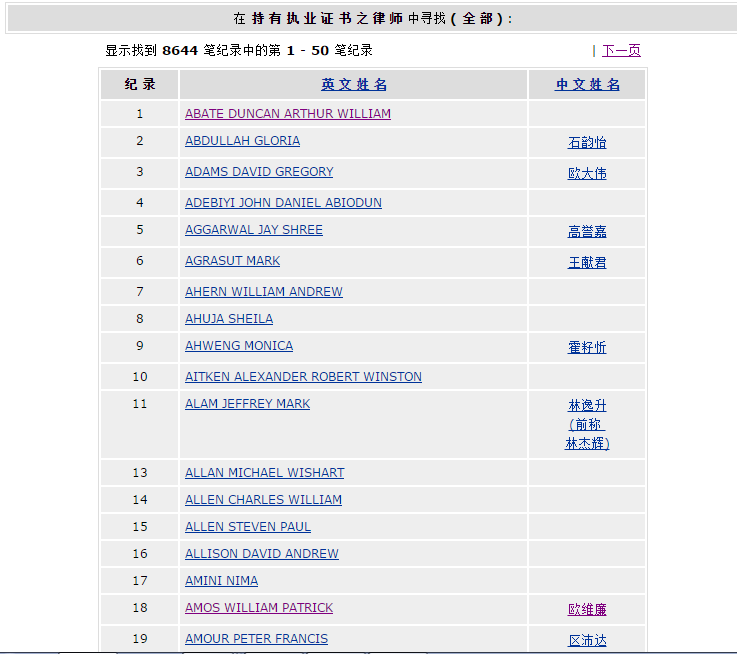 在 持 有 执 业 证 书 之 律 师 中寻找 ( 全 部 ) :
显示找到 8644 笔纪录中的第 1 - 50 笔纪录 | 下一页
纪 录 英 文 姓 名 中 文 姓 名
1 ABATE DUNCAN ARTHUR WILLIAM
2 ABDULLAH GLORIA 石韵怡
3 ADAMS DAVID GREGORY 欧大伟
4 ADEBIYI JOHN DANIEL ABIODUN
5 AGGARWAL JAY SHREE 高誉嘉
6 AGRASUT MARK 王献君
7 AHERN WILLIAM ANDREW
8 AHUJA SHEILA
9 AHWENG MONICA 霍籽忻
10 AITKEN ALEXANDER ROBERT WINSTON
11 ALAM JEFFREY MARK 林逸升
(前称
林杰辉)
13 ALLAN MICHAEL WISHART
14 ALLEN CHARLES WILLIAM
15 ALLEN STEVEN PAUL
16 ALLISON DAVID ANDREW
17 AMINI NIMA
18 AMOS WILLIAM PATRICK 欧维廉
19 AMOUR PETER FRANCIS 区沛达